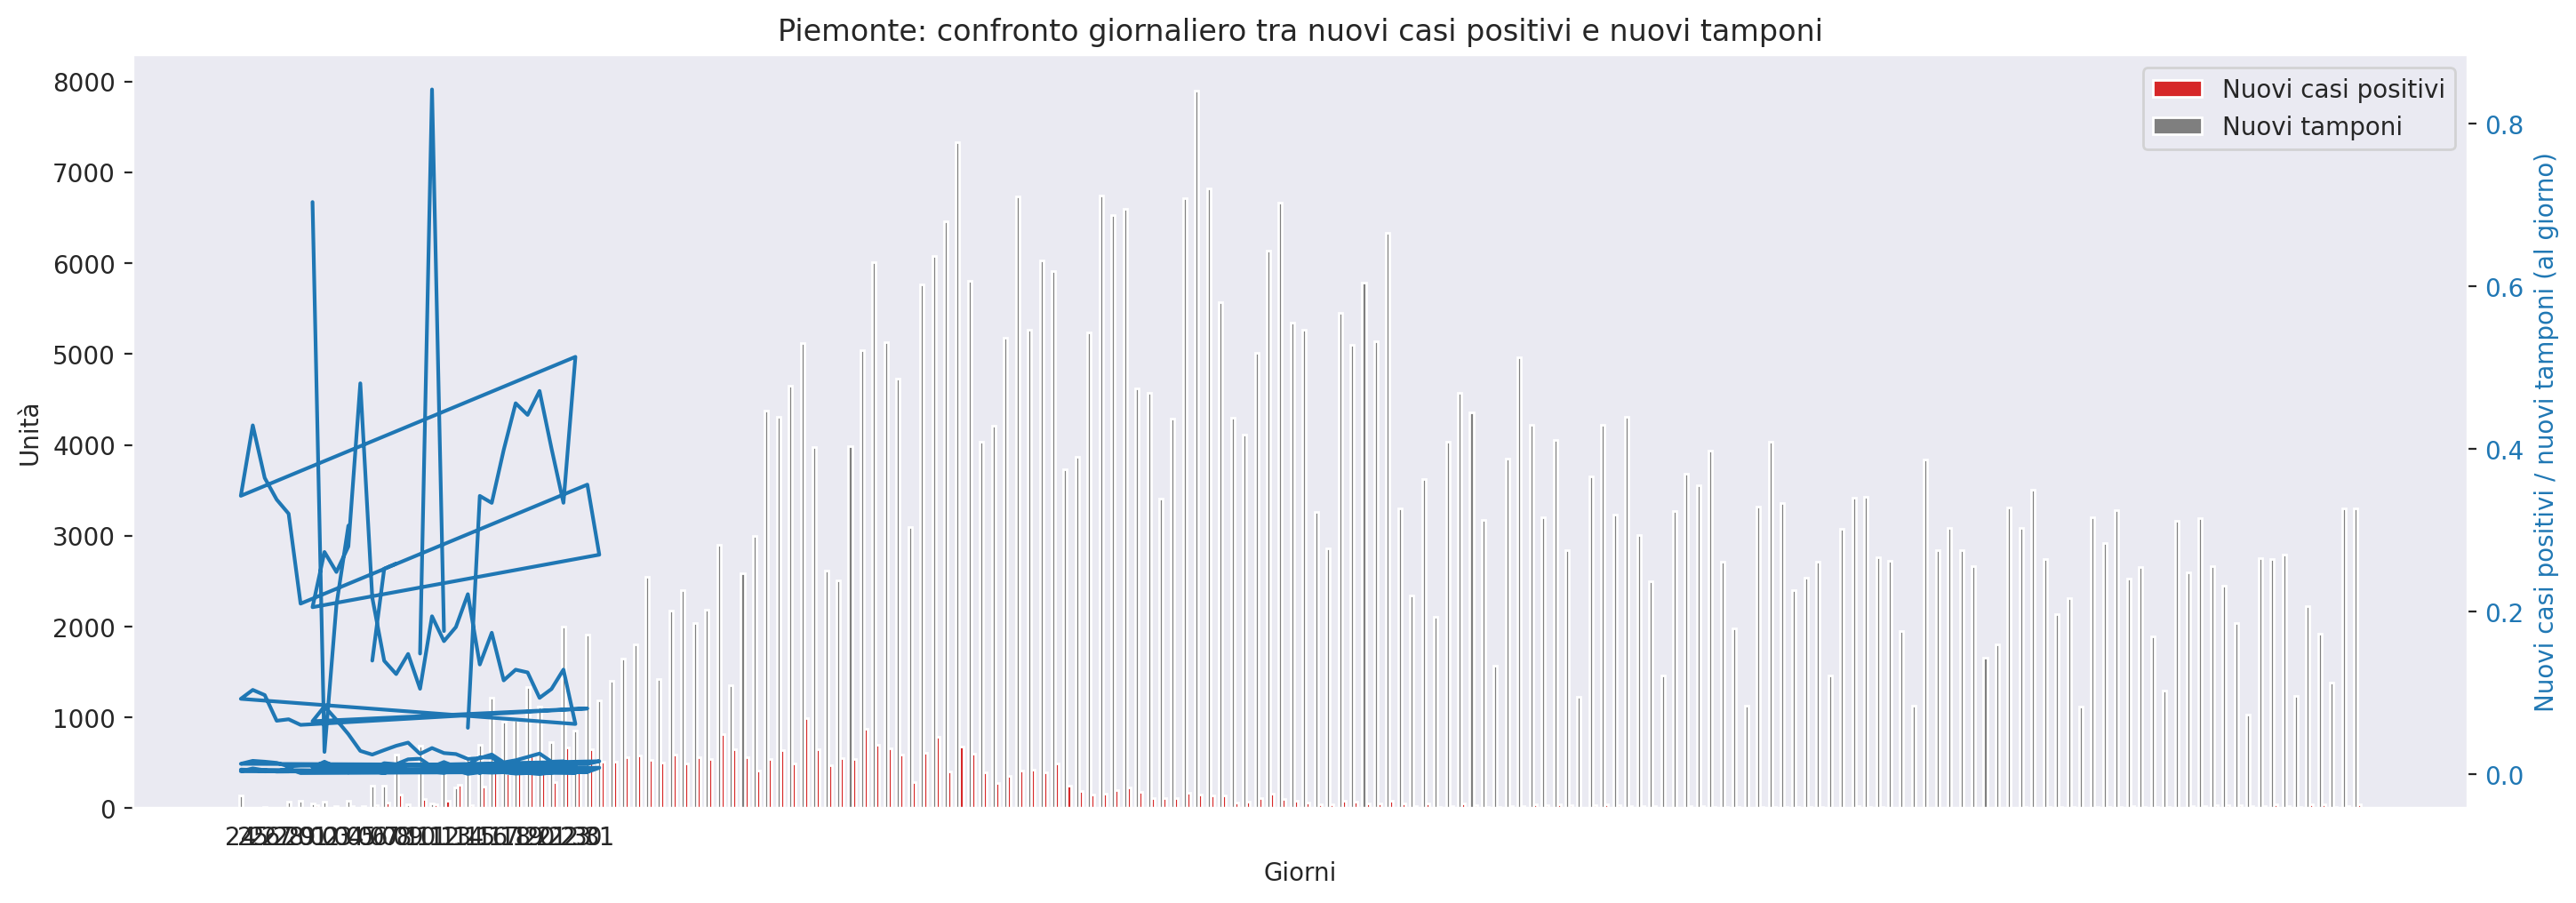 Piemonte: confronto giornaliero tra nuovi casi positivi e nuovi tamponi
Nuovi casi positivi
Nuovi tamponi
8000
7000
6000
5000
4000
3000
2000
1000
0
Unità
0.8
0.6
0.4
0.2
0.0
Nuovi casi positivi / nuovi tamponi (al giorno)
Giorni